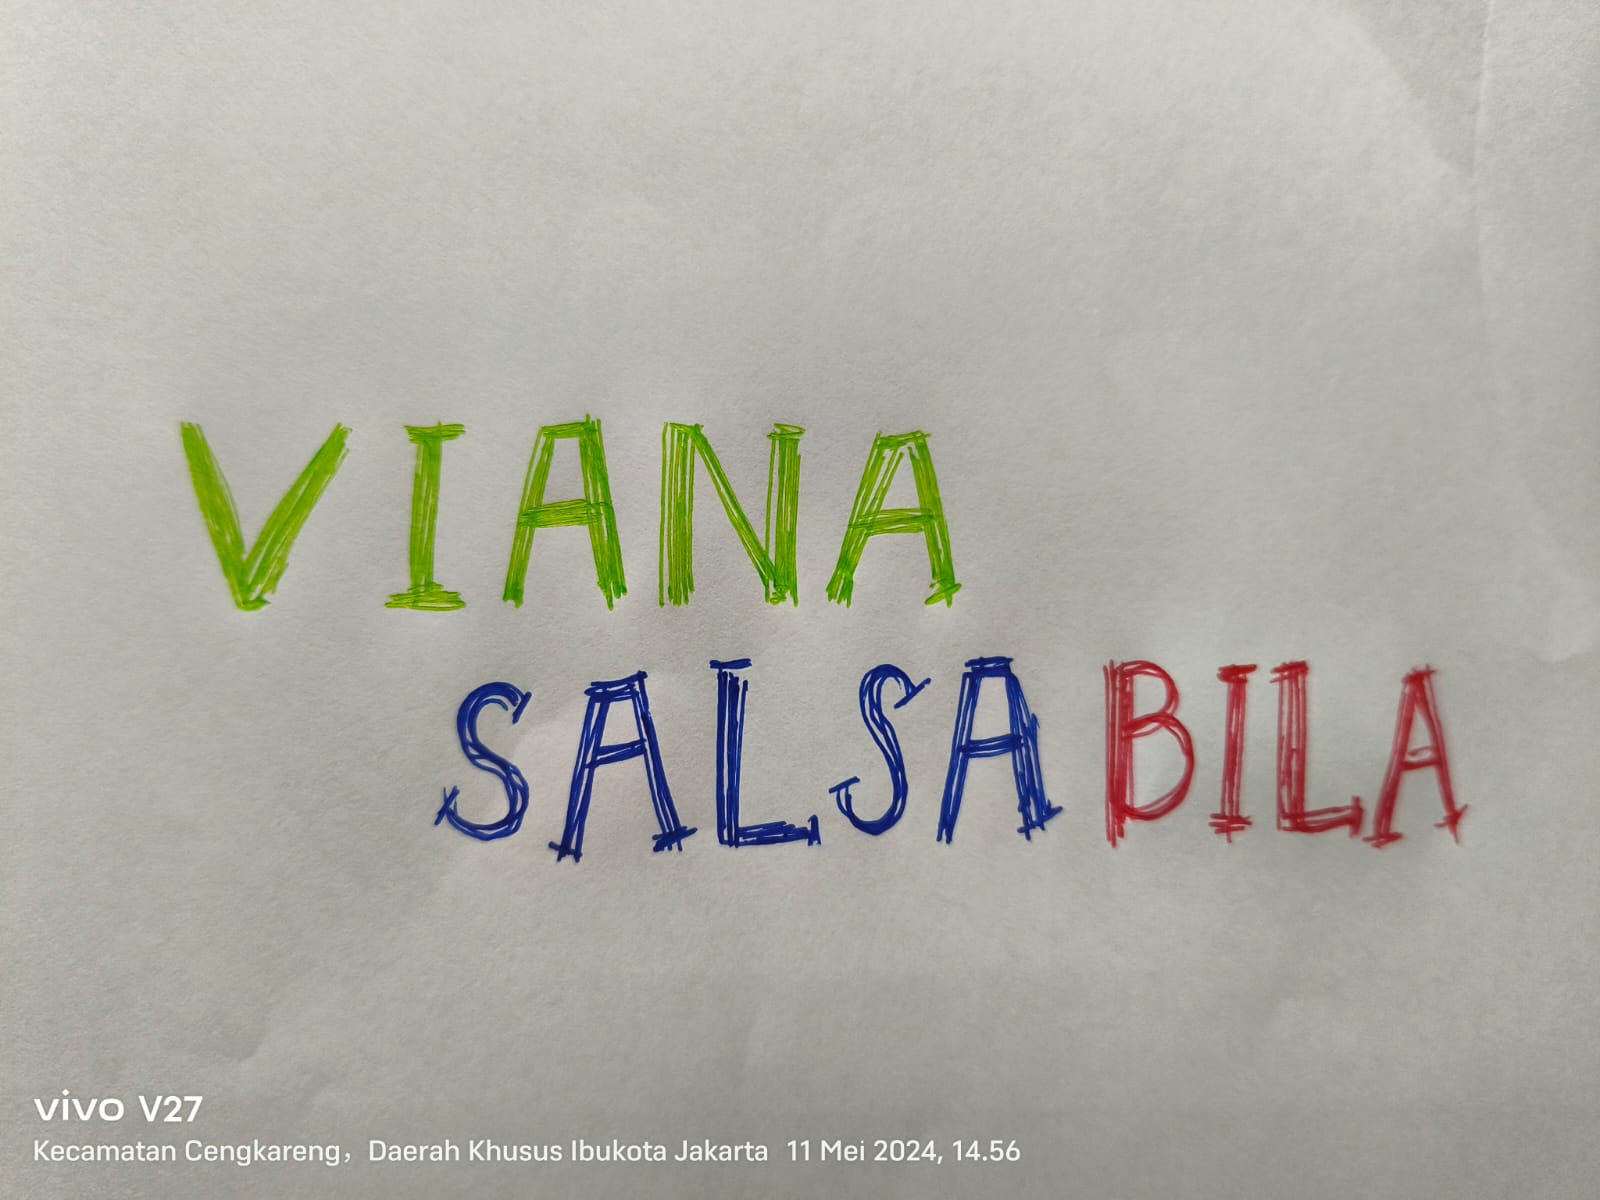 VIANA
SALSABILA
vivo V27
Kecamatan Cengkareng, Daerah Khusus Ibukota Jakarta 11 Mei 2024, 14.56